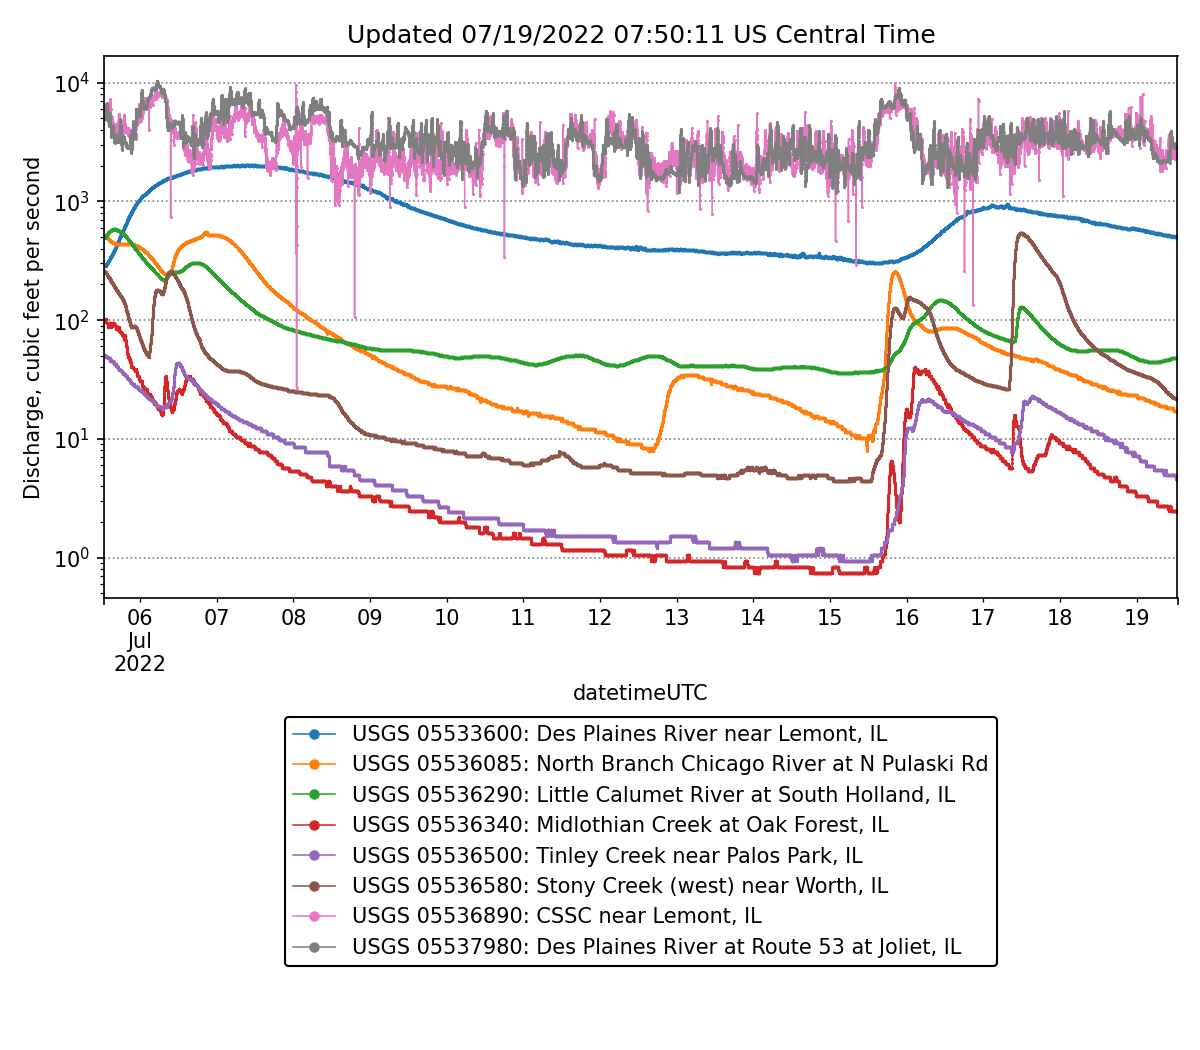 Updated 07/19/2022 07:50:11 US Central Time
Discharge, cubic feet per second
10⁴
10³
10²
10¹
10⁰
06 07 08 09 10 11 12 13 14 15 16 17 18 19
Jul
2022
datetimeUTC
USGS 05533600: Des Plaines River near Lemont, IL
USGS 05536085: North Branch Chicago River at N Pulaski Rd
USGS 05536290: Little Calumet River at South Holland, IL
USGS 05536340: Midlothian Creek at Oak Forest, IL
USGS 05536500: Tinley Creek near Palos Park, IL
USGS 05536580: Stony Creek (west) near Worth, IL
USGS 05536890: CSSC near Lemont, IL
USGS 05537980: Des Plaines River at Route 53 at Joliet, IL